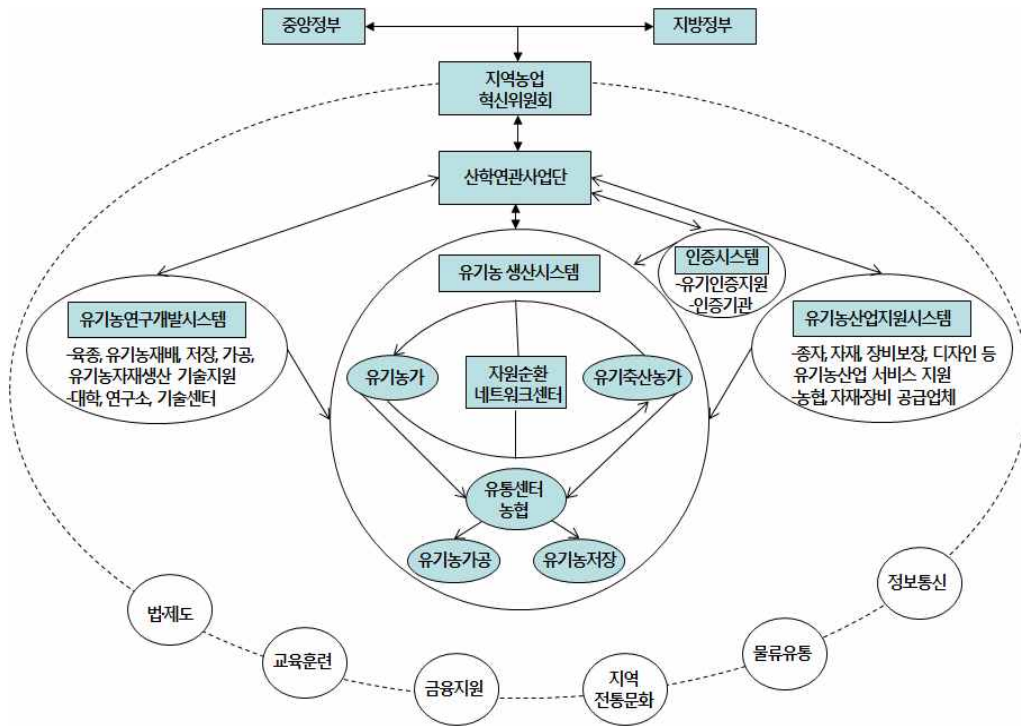 중앙정부
지방정부
지역농업
혁신위원회
산학연관사업단
유기농 생산시스템
인증시스템
-유기인증지원
-인증기관
유기농연구개발시스템
-육종, 유기농재배, 저장, 가공,
유기농자재생산 기술지원
-대학, 연구소, 기술센터
유기농산업지원시스템
-종자, 자재, 장비보장, 디자인 등
유기농산업 서비스 지원
-농협, 자재·장비 공급업체
유기농가
자원순환
네트워크센터
유기축산농가
유통센터
농협
유기농가공
유기농저장
법·제도
교육훈련
금융지원
지역
전통문화
물류유통
정보통신